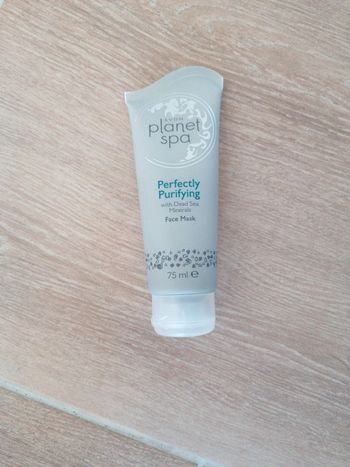 AVON
planet
spa
Perfectly
Purifying
with Dead Sea
Minerals
Face Mask
75 ml ℮